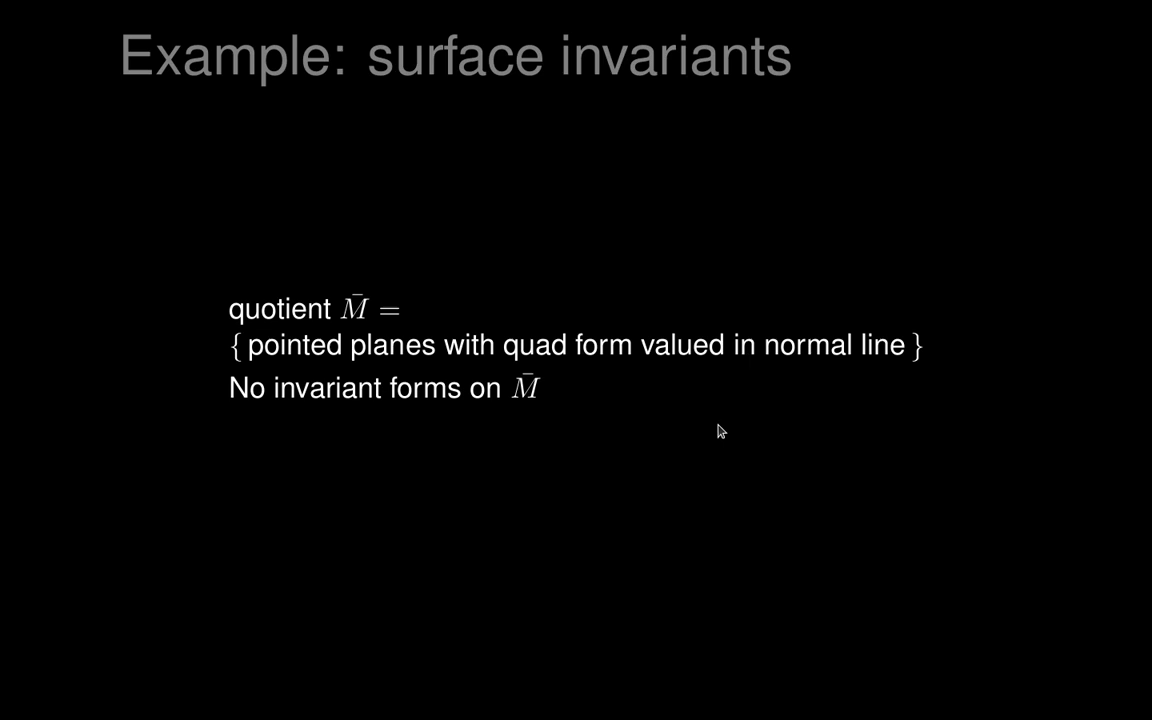 Example: surface invariants
quotient M̄ =
{ pointed planes with quad form valued in normal line }
No invariant forms on M̄